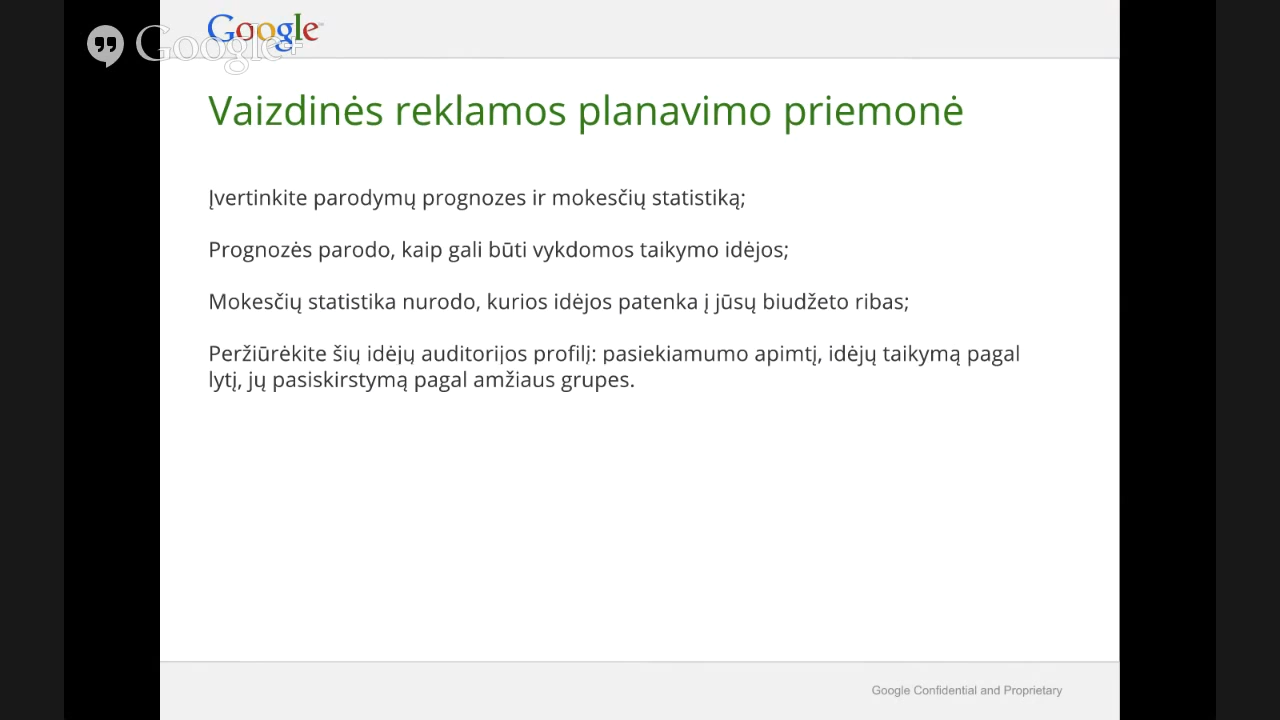 Google
Google+
Vaizdinės reklamos planavimo priemonė
Įvertinkite parodymų prognozes ir mokesčių statistiką;
Prognozės parodo, kaip gali būti vykdomos taikymo idėjos;
Mokesčių statistika nurodo, kurios idėjos patenka į jūsų biudžeto ribas;
Peržiūrėkite šių idėjų auditorijos profilį: pasiekiamumo apimtį, idėjų taikymą pagal
lytį, jų pasiskirstymą pagal amžiaus grupes.
Google Confidential and Proprietary